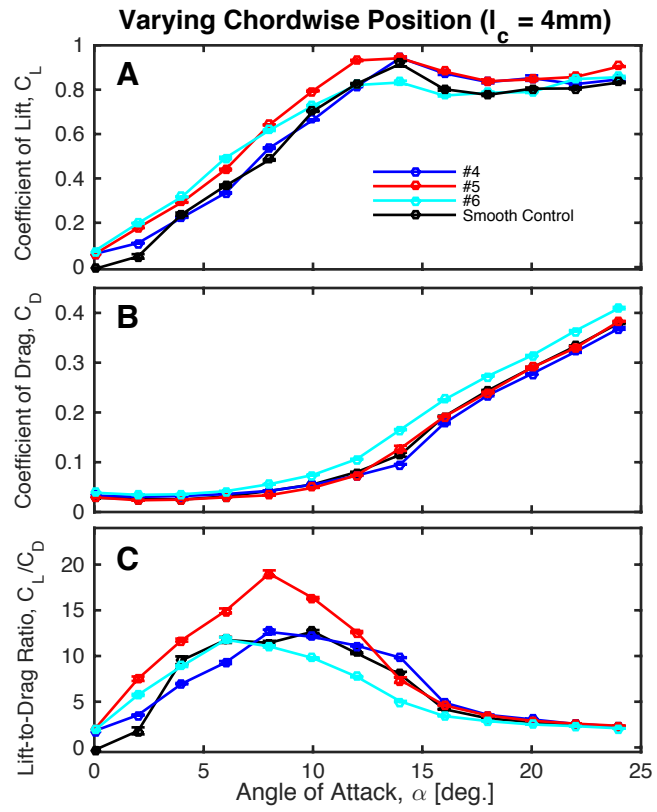 Varying Chordwise Position (l_c = 4mm)
A
Coefficient of Lift, C_L
1
0.8
0.6
0.4
0.2
0
#4
#5
#6
Smooth Control
B
Coefficient of Drag, C_D
0.4
0.3
0.2
0.1
0
C
Lift-to-Drag Ratio, C_L/C_D
20
15
10
5
0
0 5 10 15 20 25
Angle of Attack, α [deg.]